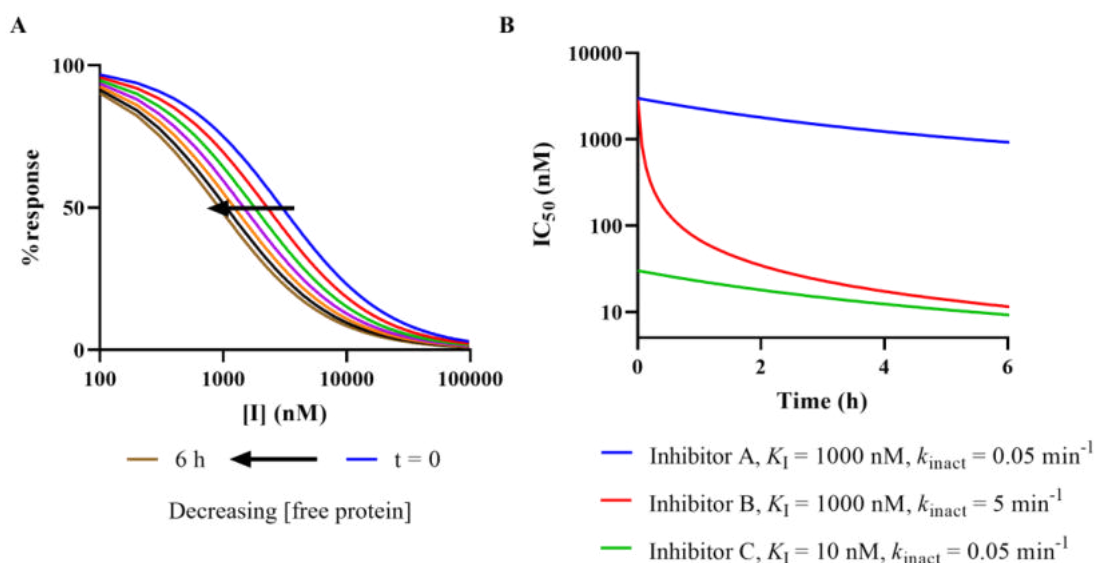 A
B
% response
100
50
0
100 1000 10000 100000
[I] (nM)
6 h t = 0
Decreasing [free protein]
IC50 (nM)
10000
1000
100
10
0 2 4 6
Time (h)
Inhibitor A, KI = 1000 nM, kinact = 0.05 min-1
Inhibitor B, KI = 1000 nM, kinact = 5 min-1
Inhibitor C, KI = 10 nM, kinact = 0.05 min-1